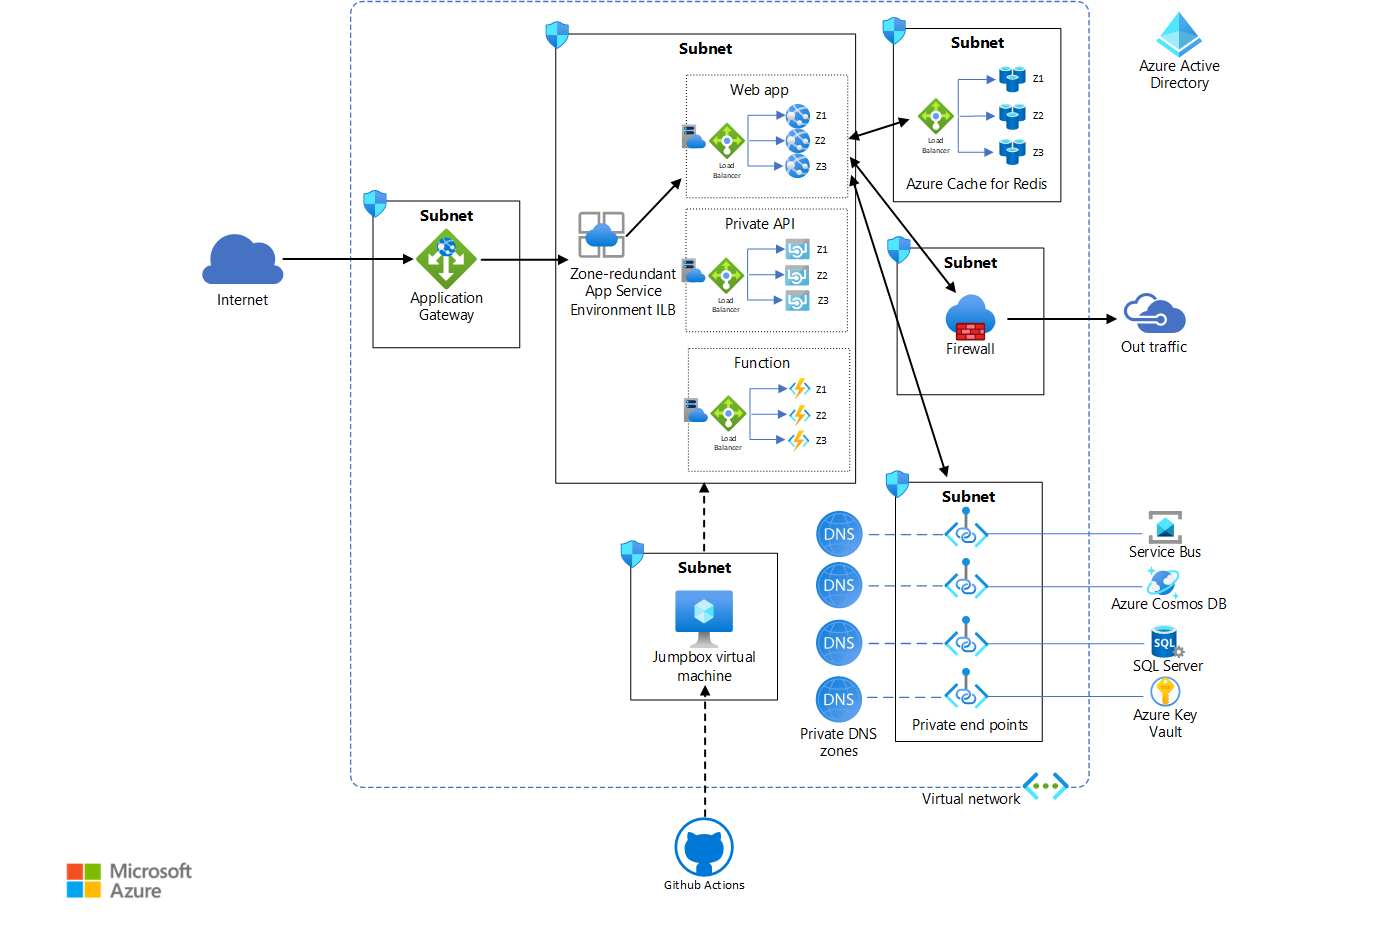 Subnet
Web app
Z1
Z2
Z3
Load
Balancer
Private API
Z1
Z2
Z3
Load
Balancer
Function
Z1
Z2
Z3
Load
Balancer
Zone-redundant
App Service
Environment ILB
Subnet
Z1
Z2
Z3
Load
Balancer
Azure Cache for Redis
Azure Active
Directory
Subnet
Application
Gateway
Internet
Subnet
Firewall
Out traffic
Subnet
DNS
DNS
DNS
DNS
Private DNS
zones
Private end points
Service Bus
Azure Cosmos DB
SQL
SQL Server
Azure Key
Vault
Subnet
Jumpbox virtual
machine
Virtual network
Github Actions
Microsoft
Azure